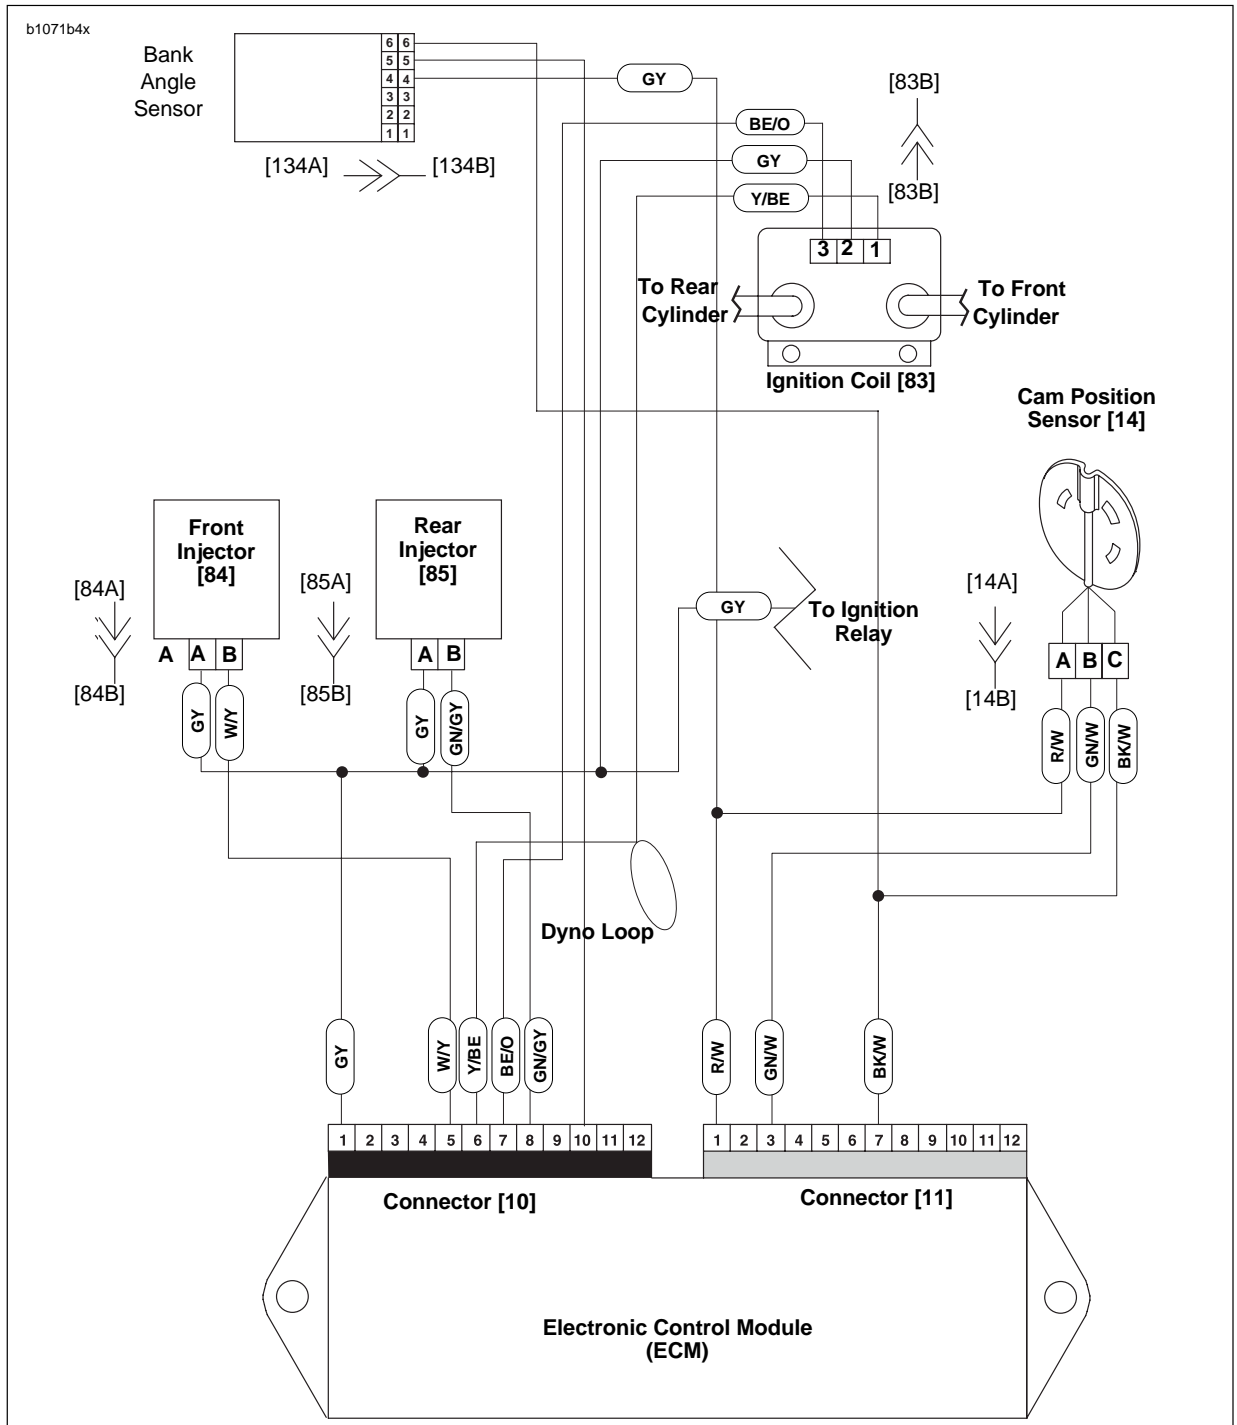 b1071b4x
Bank
Angle
Sensor
6 6
5 5
4 4
3 3
2 2
1 1
[134A]
[134B]
GY
BE/O
GY
Y/BE
[83B]
[83B]
3 2 1
To Rear
Cylinder
To Front
Cylinder
Ignition Coil [83]
Cam Position
Sensor [14]
Front
Injector
[84]
Rear
Injector
[85]
[84A]
[84B]
[85A]
[85B]
A A B
A B
GY
W/Y
GY
GN/GY
GY
To Ignition
Relay
[14A]
[14B]
A B C
R/W
GN/W
BK/W
Dyno Loop
GY
W/Y
Y/BE
BE/O
GN/GY
R/W
GN/W
BK/W
1 2 3 4 5 6 7 8 9 10 11 12
1 2 3 4 5 6 7 8 9 10 11 12
Connector [10]
Connector [11]
Electronic Control Module
(ECM)